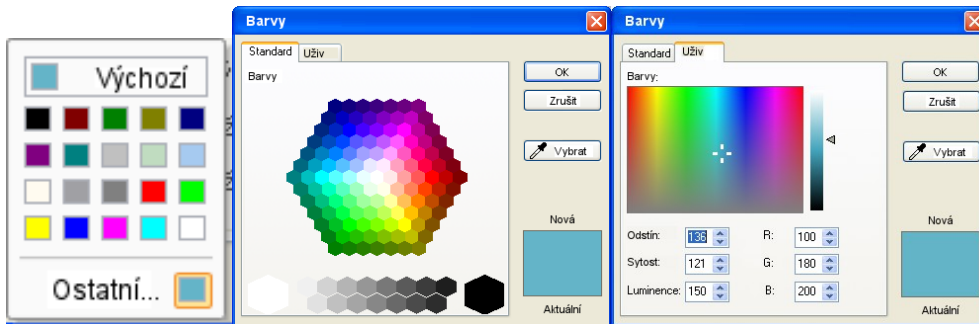 Výchozí
Ostatní...
Barvy
Standard
Uživ
Barvy
OK
Zrušit
Vybrat
Nová
Aktuální
Barvy
Standard
Uživ
Barvy:
OK
Zrušit
Vybrat
Nová
Odstín: 136 R: 100
Sytost: 121 G: 180
Luminence: 150 B: 200
Aktuální